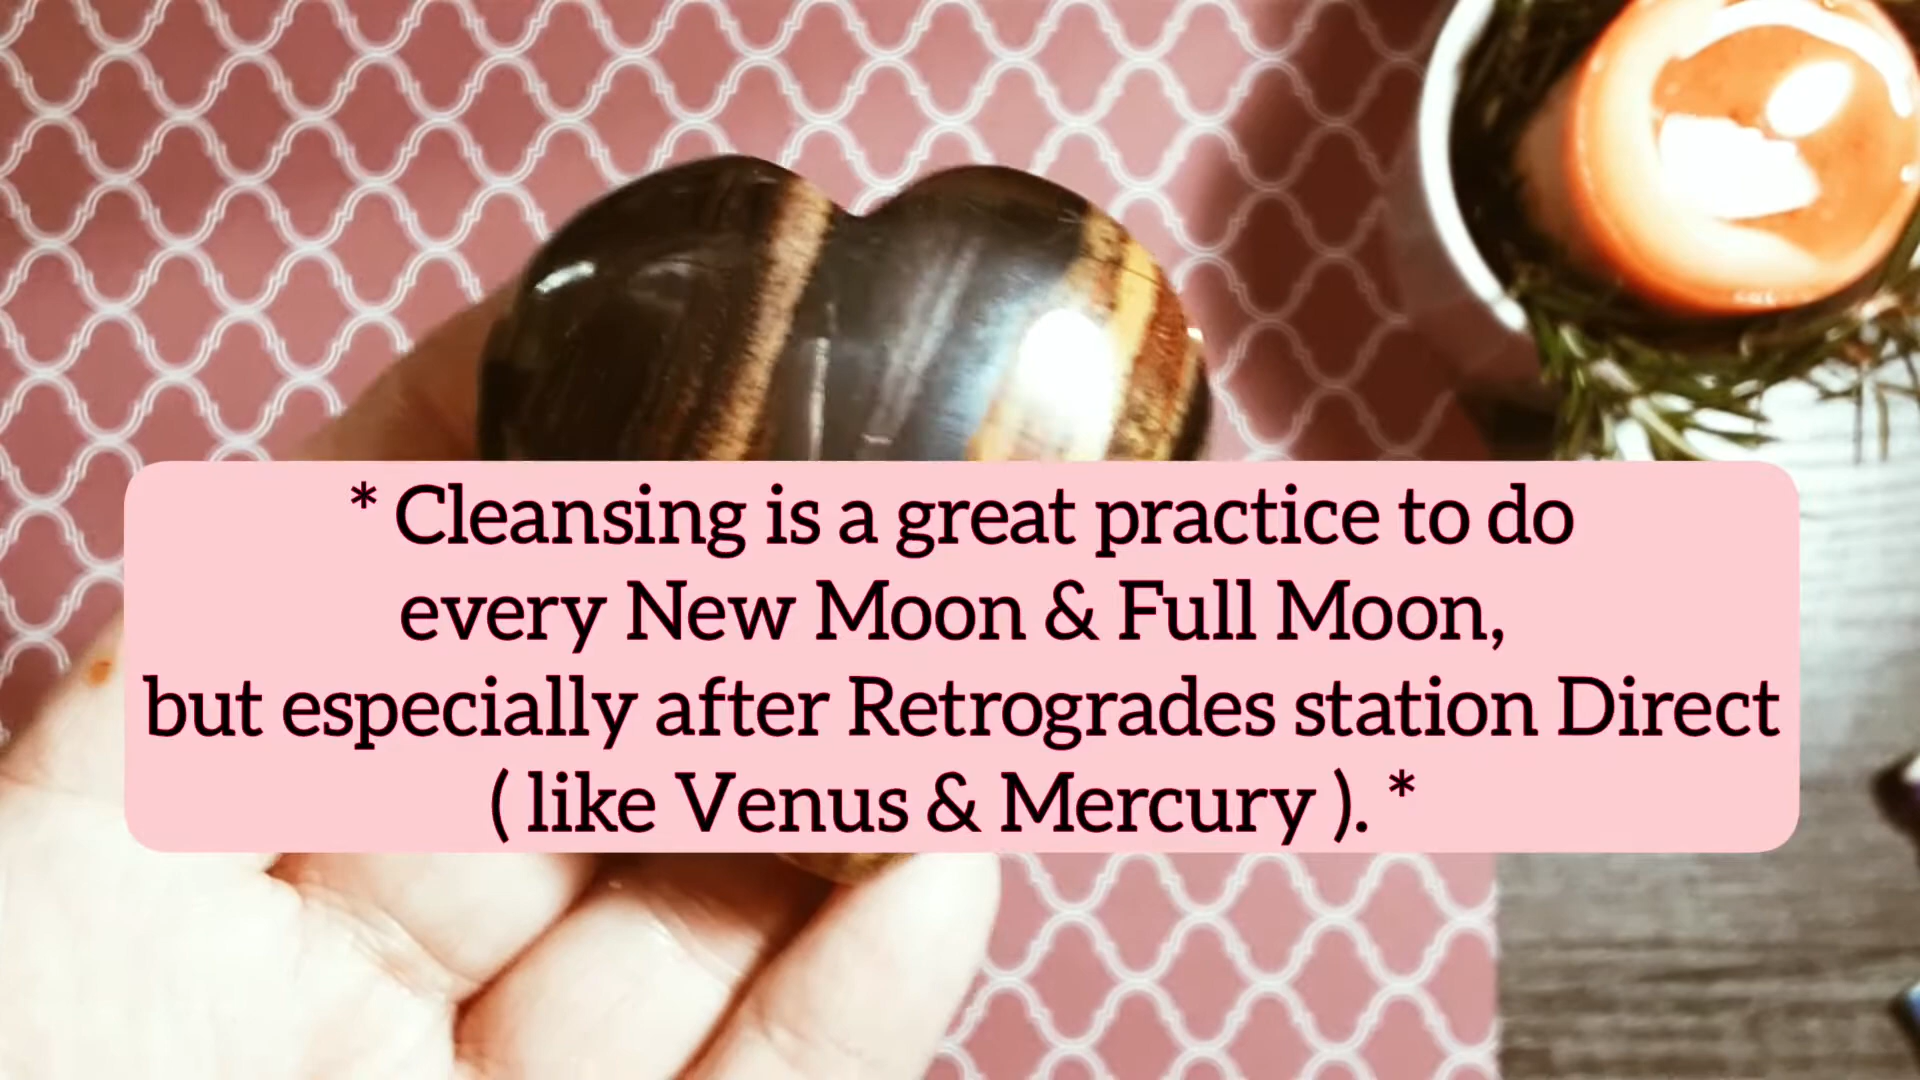 * Cleansing is a great practice to do
every New Moon & Full Moon,
but especially after Retrogrades station Direct
( like Venus & Mercury ). *